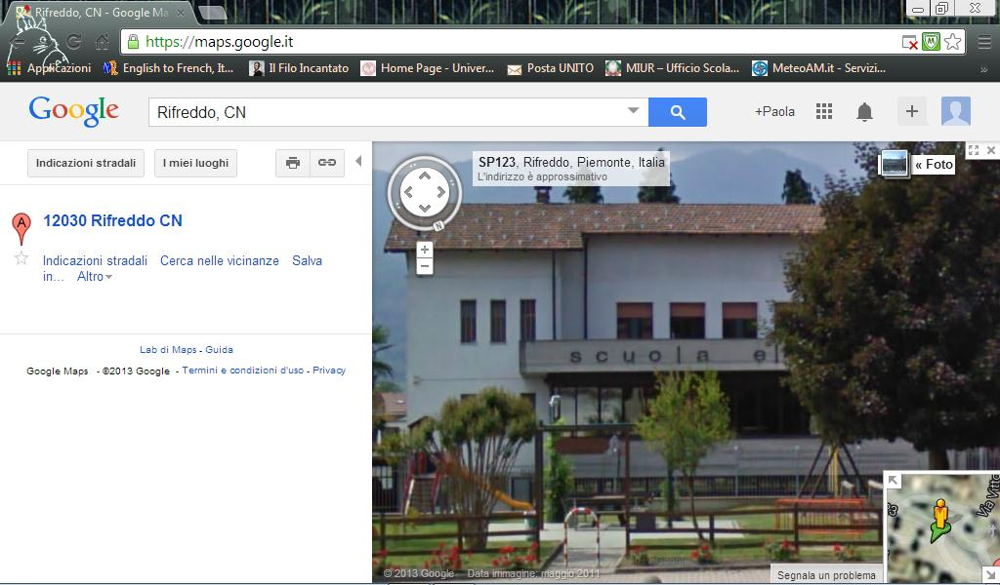 Rifreddo, CN - Google Ma
https://maps.google.it
Applicazioni
English to French, It...
Il Filo Incantato
Home Page - Univer...
Posta UNITO
MIUR – Ufficio Scola...
MeteoAM.it - Servizi...
»
Google
Rifreddo, CN
+Paola
Indicazioni stradali
I miei luoghi
SP123, Rifreddo, Piemonte, Italia
L'indirizzo è approssimativo
« Foto
N
A
12030 Rifreddo CN
Indicazioni stradali Cerca nelle vicinanze Salva
in... Altro
Lab di Maps - Guida
Google Maps - ©2013 Google - Termini e condizioni d'uso - Privacy
scuola el
Via Vitto
© 2013 Google Data immagine: maggio 2011
Segnala un problema